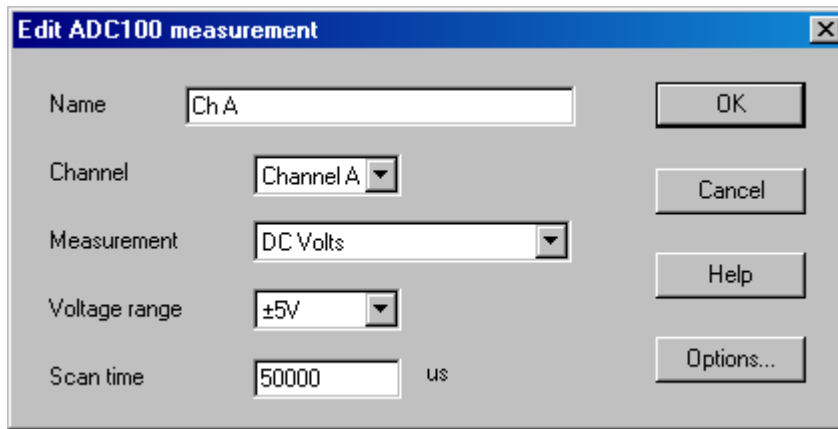 Edit ADC100 measurement
Name Ch A OK
Channel Channel A Cancel
Measurement DC Volts
Voltage range ±5V Help
Scan time 50000 us Options...